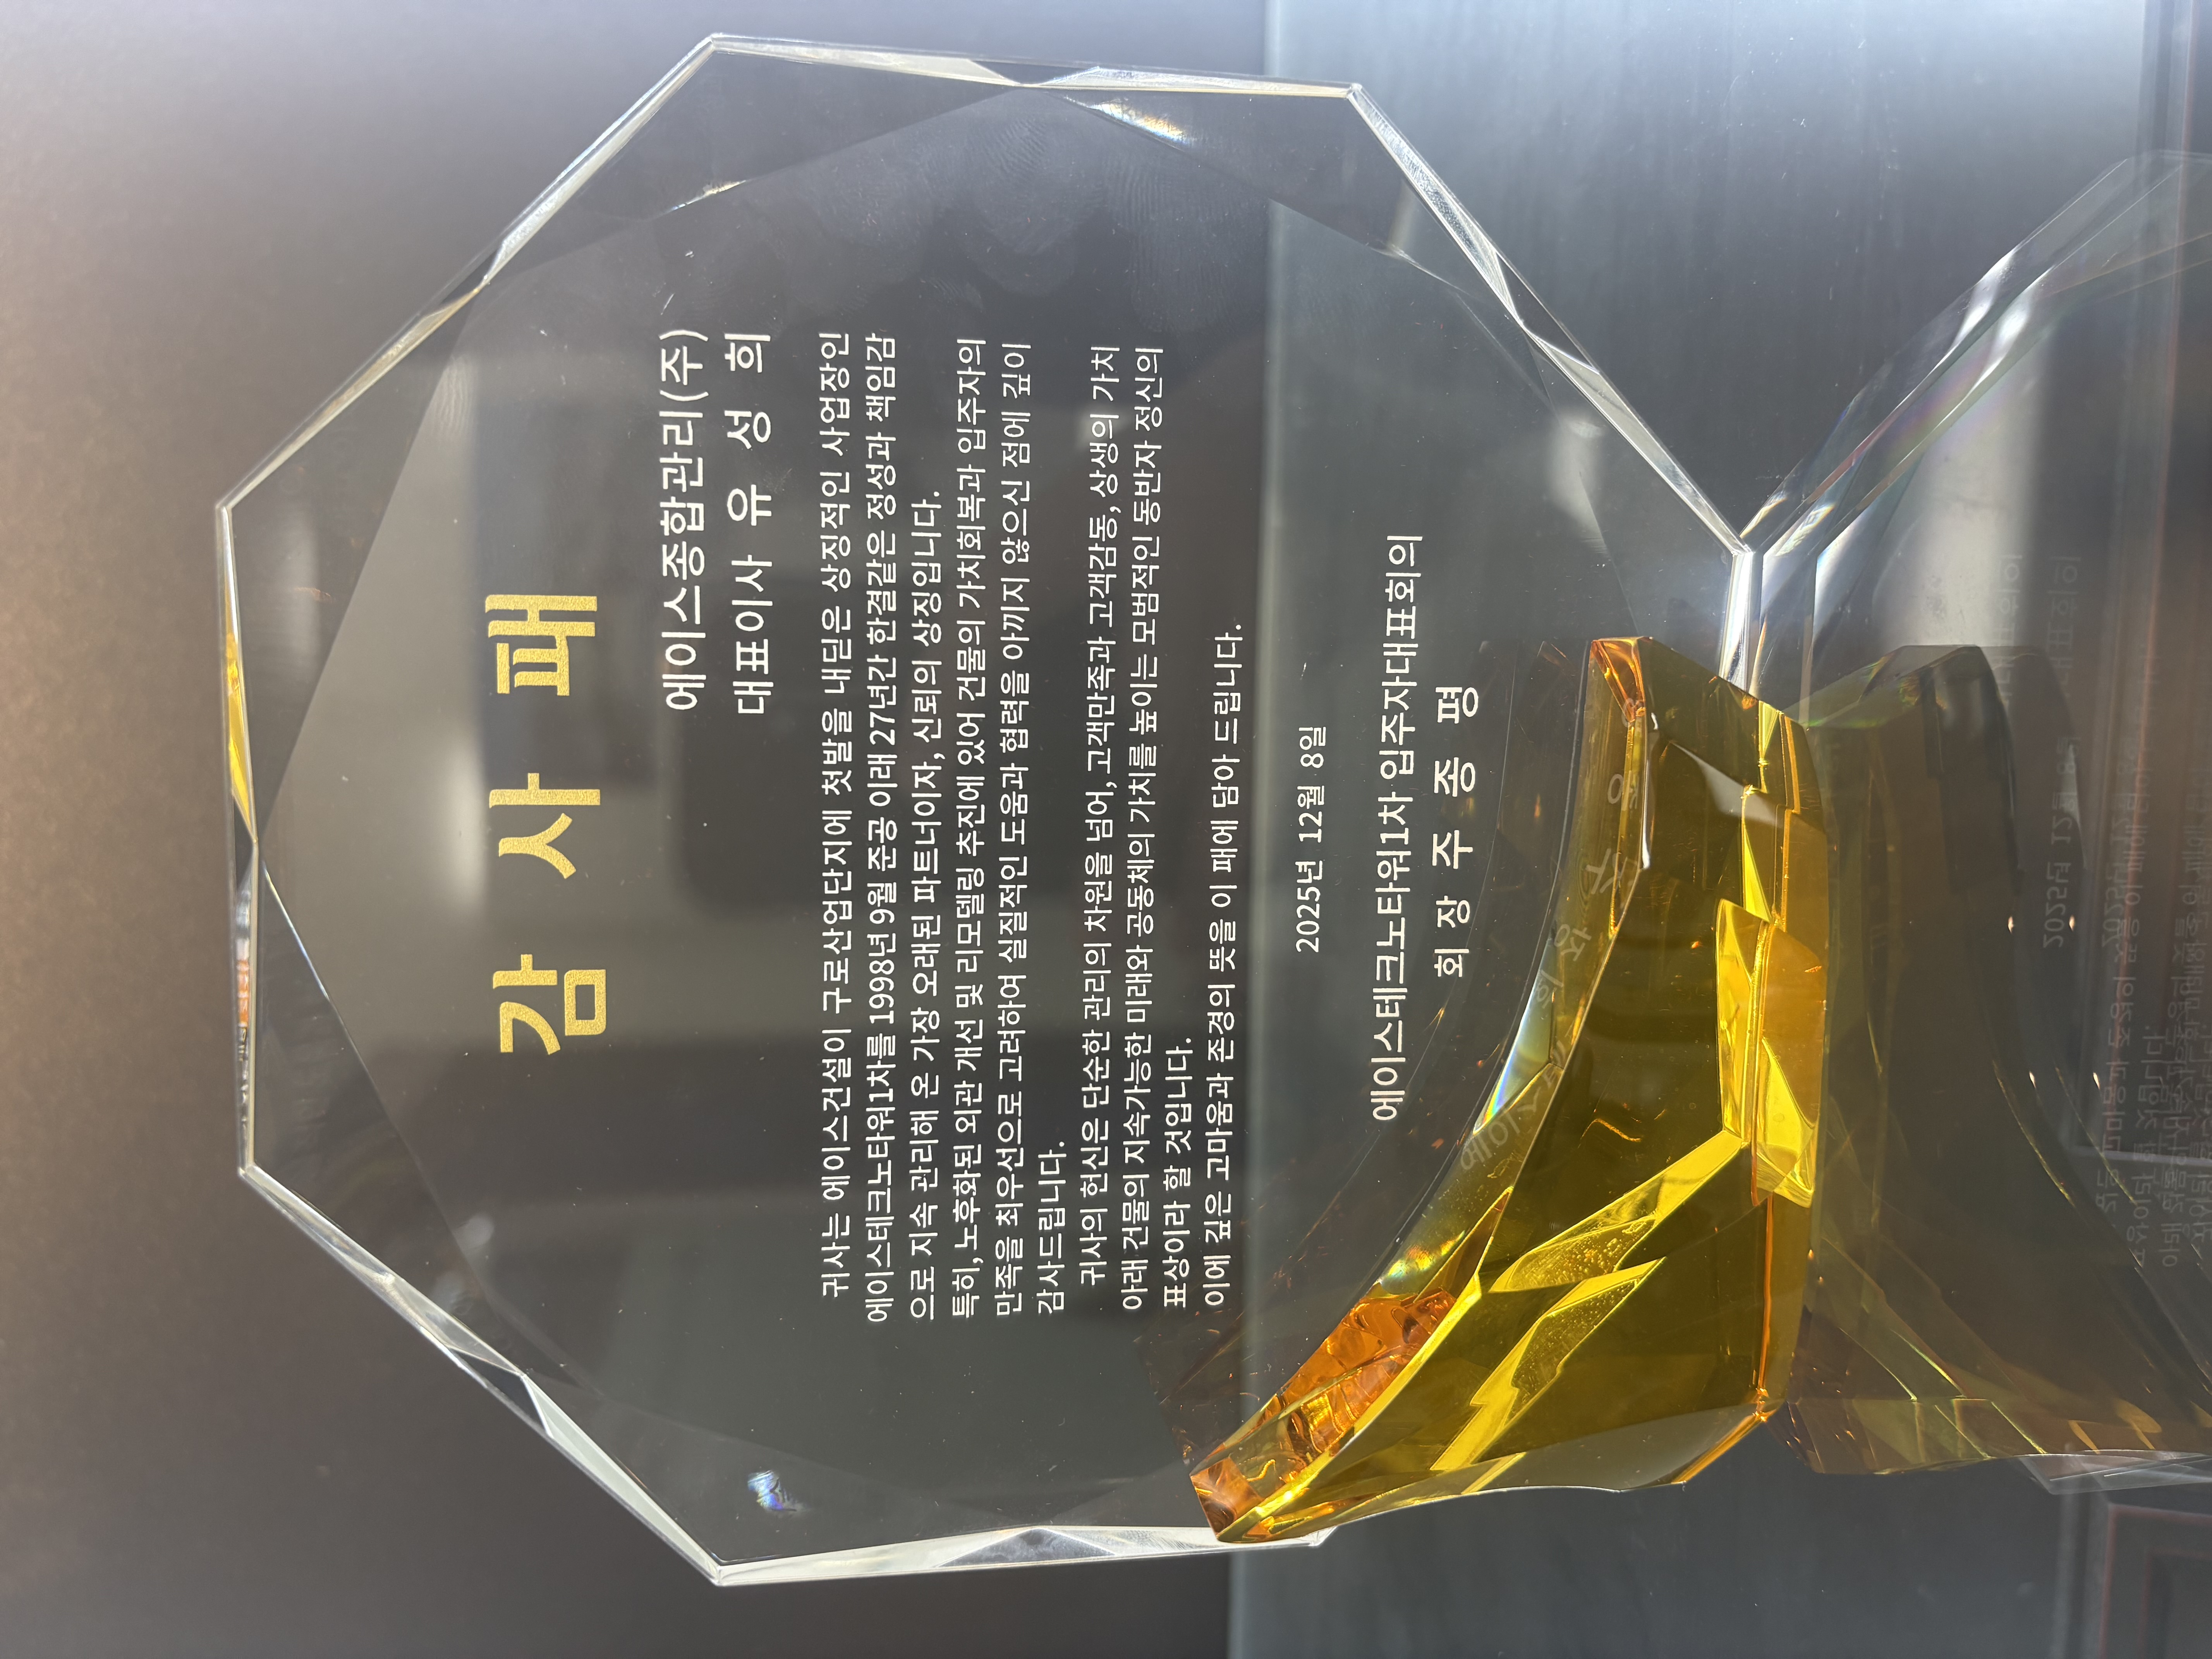 감 사 패
에이스종합관리(주)
대표이사 유 성 희
귀사는 에이스건설이 구로산업단지에 첫발을 내딛은 상징적인 사업장인
에이스테크노타워1차를 1998년 9월 준공 이래 27년간 한결같은 정성과 책임감
으로 지속 관리해 온 가장 오래된 파트너이자, 신뢰의 상징입니다.
특히, 노후화된 외관 개선 및 리모델링 추진에 있어 건물의 가치회복과 입주자의
만족을 최우선으로 고려하여 실질적인 도움과 협력을 아끼지 않으신 점에 깊이
감사드립니다.
귀사의 헌신은 단순한 관리의 차원을 넘어, 고객만족과 고객감동, 상생의 가치
아래 건물의 지속가능한 미래와 공동체의 가치를 높이는 모범적인 동반자 정신의
표상이라 할 것입니다.
이에 깊은 고마움과 존경의 뜻을 이 패에 담아 드립니다.
2025년 12월 8일
에이스테크노타워1차 입주자대표회의
회 장 주 종 평